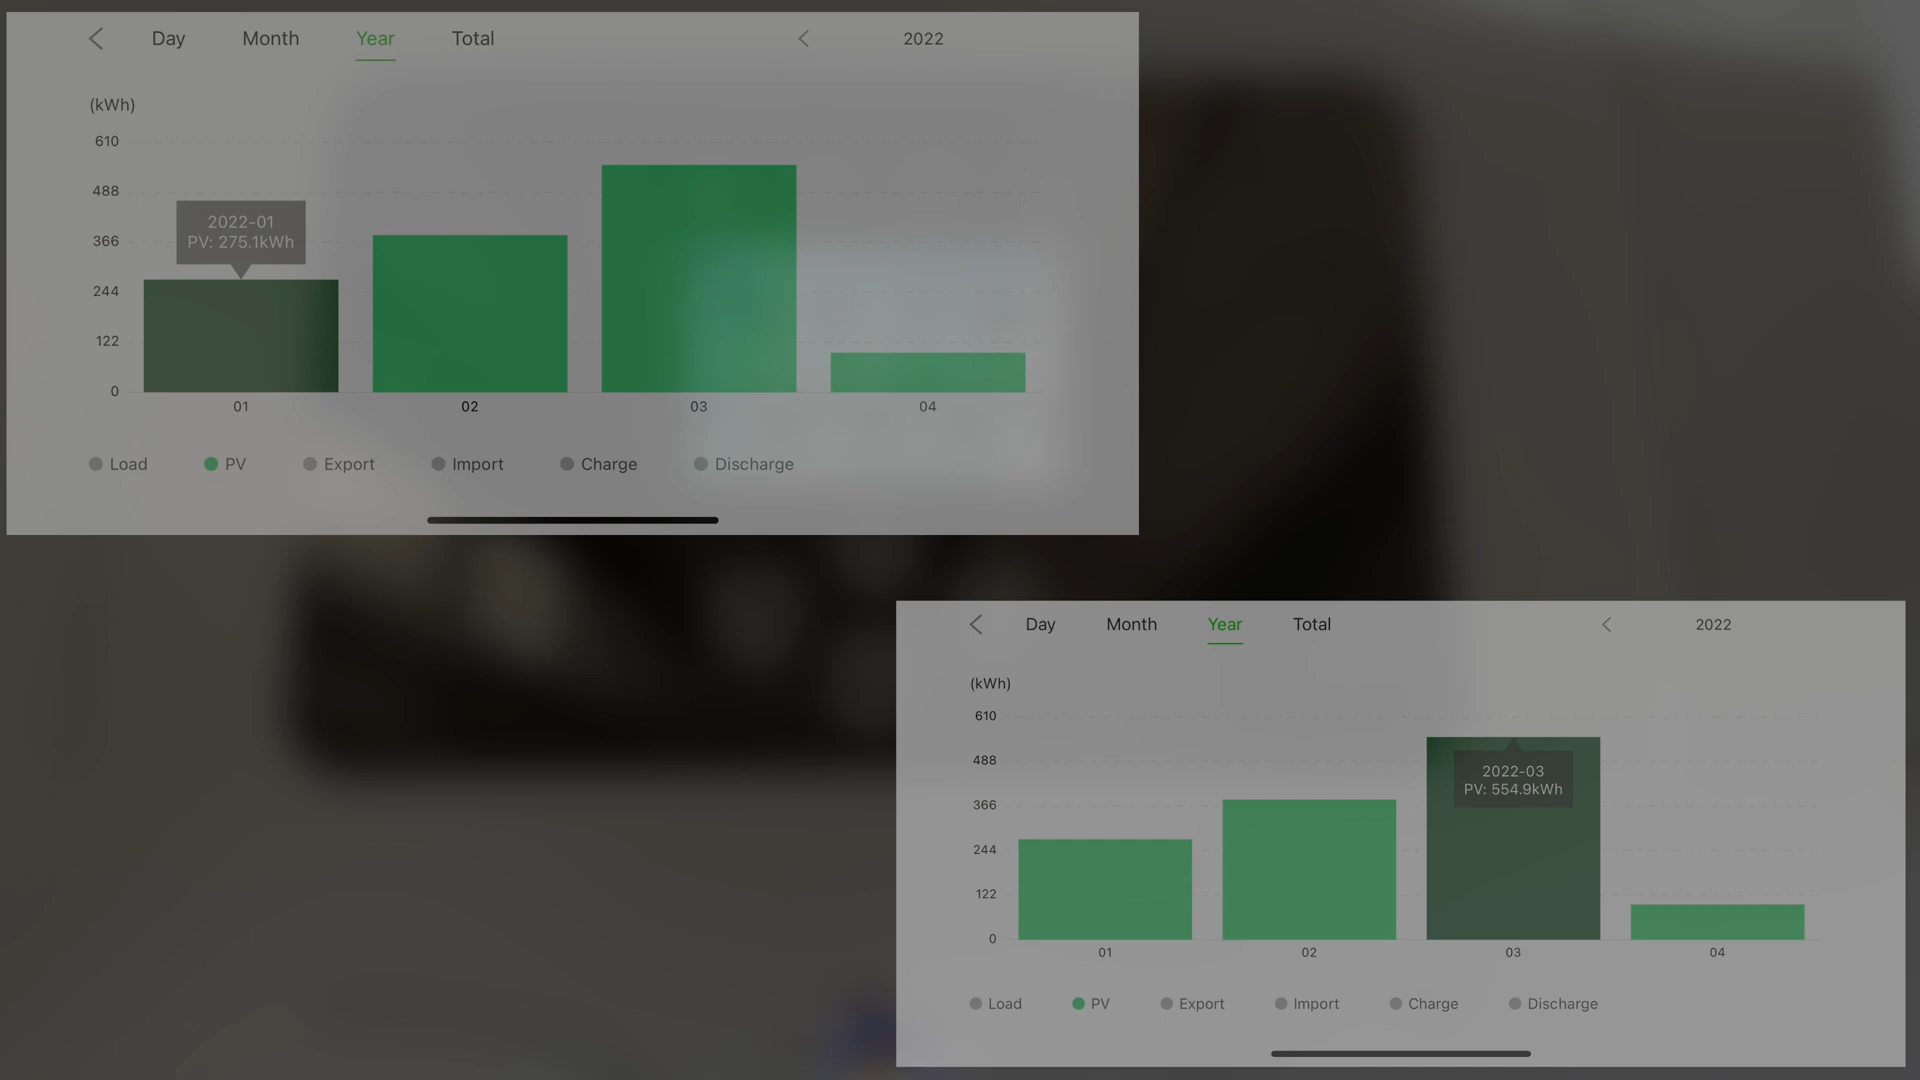 Day Month Year Total 2022
(kWh)
610
488
366
244
122
0
2022-01
PV: 275.1kWh
01 02 03 04
Load PV Export Import Charge Discharge
Day Month Year Total 2022
(kWh)
610
488
366
244
122
0
2022-03
PV: 554.9kWh
01 02 03 04
Load PV Export Import Charge Discharge